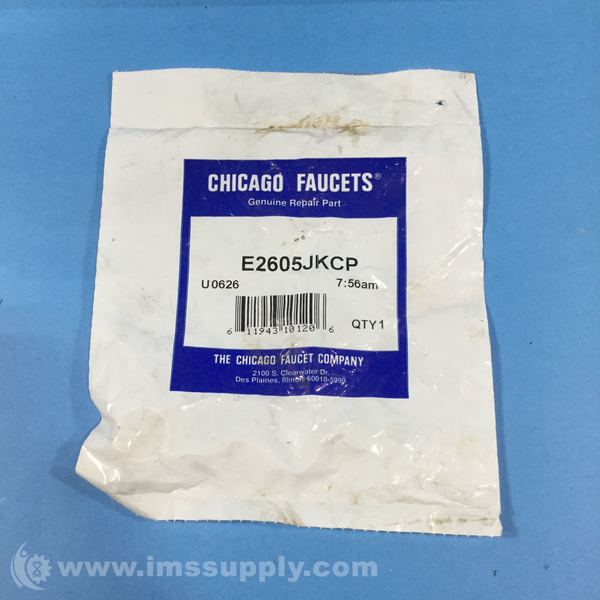 CHICAGO FAUCETS®
Genuine Repair Part
E2605JKCP
U0626 7:56am
6 11943 10120 6
QTY1
THE CHICAGO FAUCET COMPANY
2100 S. Clearwater Dr.
Des Plaines, Illinois 60018-5999
www.imssupply.com